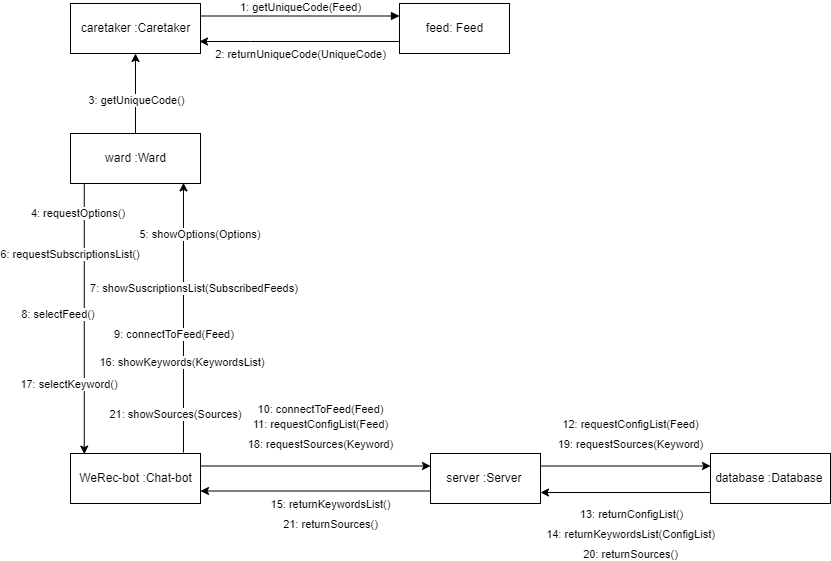 1: getUniqueCode(Feed)
caretaker :Caretaker
feed: Feed
2: returnUniqueCode(UniqueCode)
3: getUniqueCode()
ward :Ward
4: requestOptions()
5: showOptions(Options)
6: requestSubscriptionsList()
7: showSuscriptionsList(SubscribedFeeds)
8: selectFeed()
9: connectToFeed(Feed)
16: showKeywords(KeywordsList)
17: selectKeyword()
21: showSources(Sources)
10: connectToFeed(Feed)
11: requestConfigList(Feed)
18: requestSources(Keyword)
12: requestConfigList(Feed)
19: requestSources(Keyword)
WeRec-bot :Chat-bot
server :Server
database :Database
15: returnKeywordsList()
21: returnSources()
13: returnConfigList()
14: returnKeywordsList(ConfigList)
20: returnSources()